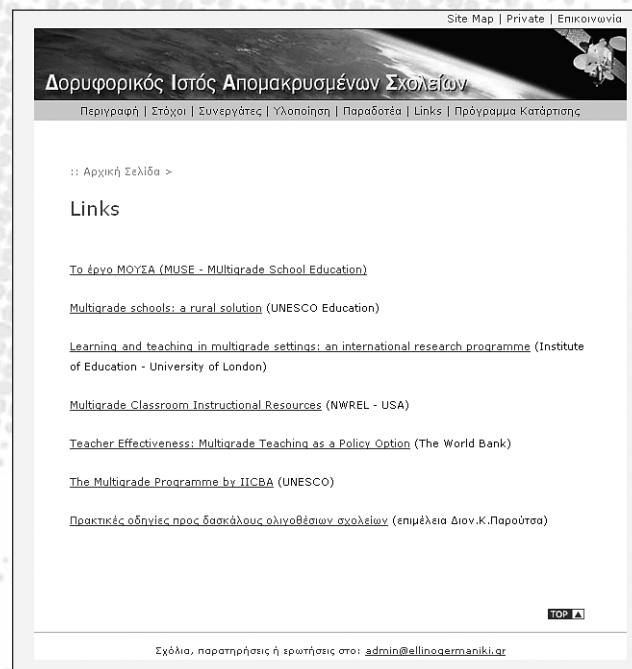 Site Map | Private | Επικοινωνία
Δορυφορικός Ιστός Απομακρυσμένων Σχολείων
Περιγραφή | Στόχοι | Συνεργάτες | Υλοποίηση | Παραδοτέα | Links | Πρόγραμμα Κατάρτισης
:: Αρχική Σελίδα >
Links
Το έργο ΜΟΥΣΑ (MUSE - MUltigrade School Education)
Multigrade schools: a rural solution (UNESCO Education)
Learning and teaching in multigrade settings: an international research programme (Institute
of Education - University of London)
Multigrade Classroom Instructional Resources (NWREL - USA)
Teacher Effectiveness: Multigrade Teaching as a Policy Option (The World Bank)
The Multigrade Programme by IICBA (UNESCO)
Πρακτικές οδηγίες προς δασκάλους ολιγοθέσιων σχολείων (επιμέλεια Διον.Κ.Παρούτσα)
TOP
Σχόλια, παρατηρήσεις ή ερωτήσεις στο: admin@ellinogermaniki.gr